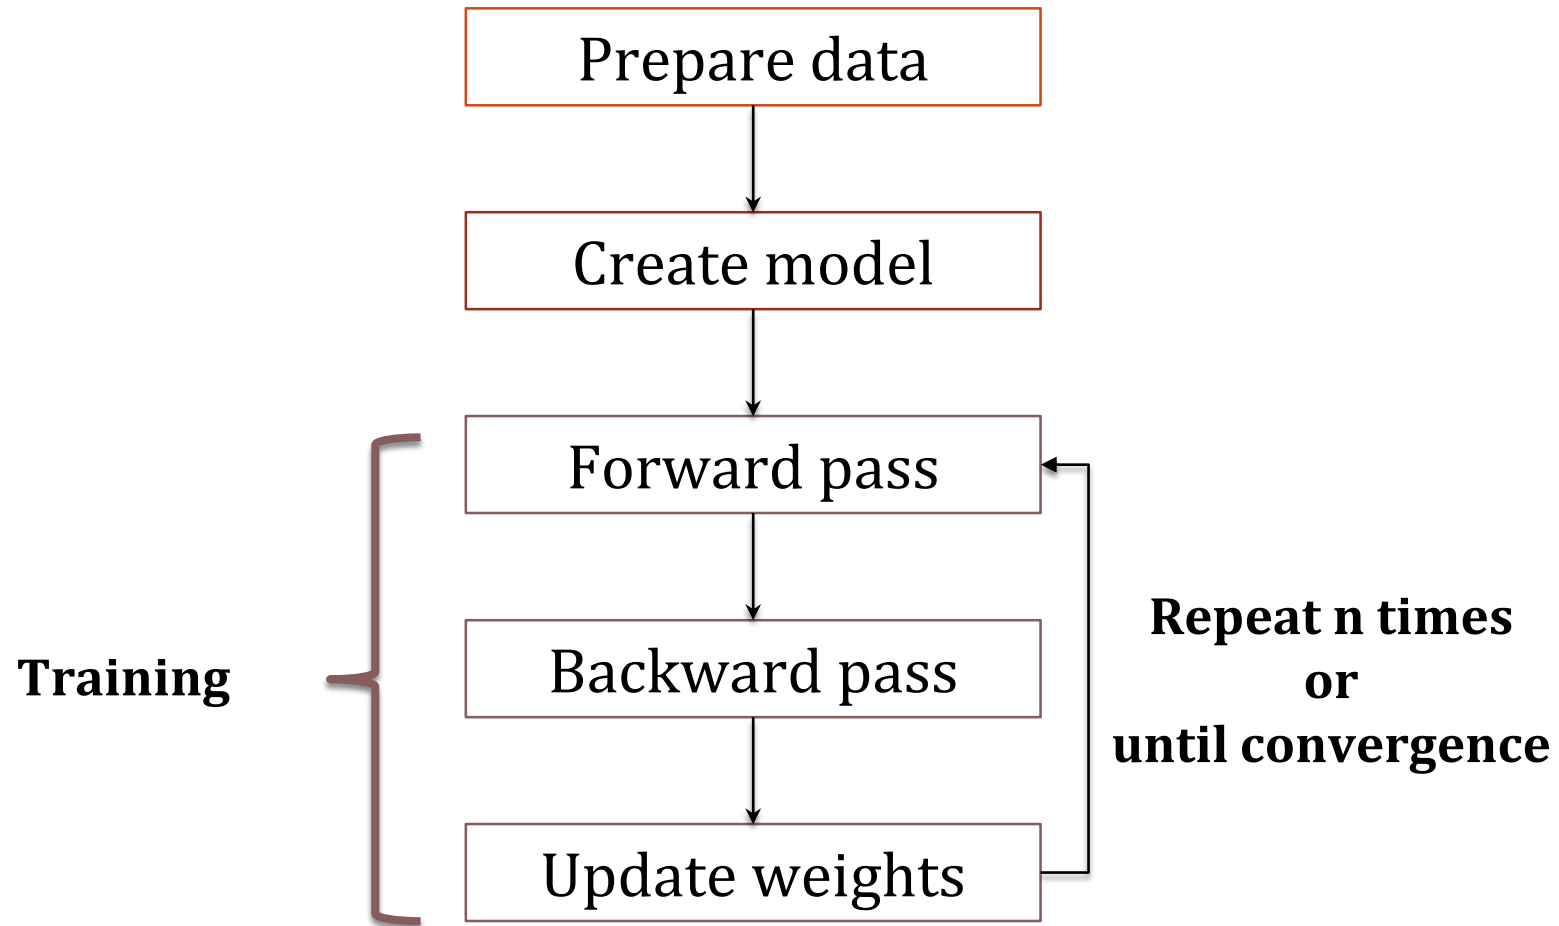 Prepare data
Create model
Forward pass
Backward pass
Update weights
Training
Repeat n times
or
until convergence